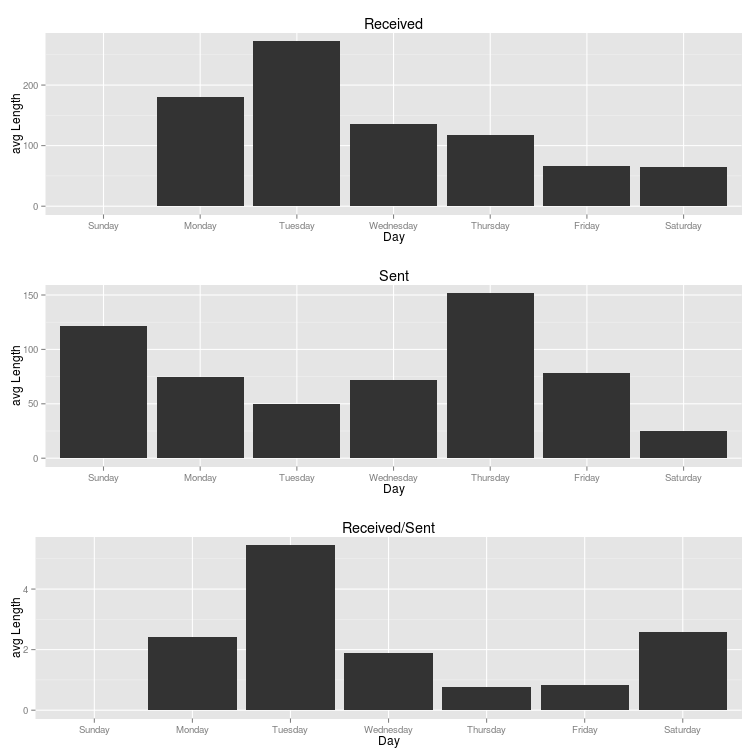 Received
avg Length
200
100
0
Sunday Monday Tuesday Wednesday Thursday Friday Saturday
Day
Sent
avg Length
150
100
50
0
Sunday Monday Tuesday Wednesday Thursday Friday Saturday
Day
Received/Sent
avg Length
4
2
0
Sunday Monday Tuesday Wednesday Thursday Friday Saturday
Day